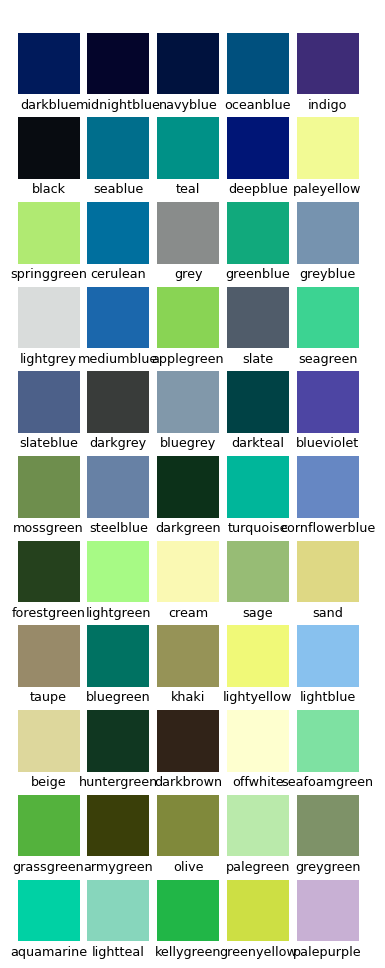 darkblue midnightblue navyblue oceanblue indigo
black seablue teal deepblue paleyellow
springgreen cerulean grey greenblue greyblue
lightgrey mediumblue applegreen slate seagreen
slateblue darkgrey bluegrey darkteal blueviolet
mossgreen steelblue darkgreen turquoise cornflowerblue
forestgreen lightgreen cream sage sand
taupe bluegreen khaki lightyellow lightblue
beige huntergreen darkbrown offwhite seafoamgreen
grassgreen armygreen olive palegreen greygreen
aquamarine lightteal kellygreen greenyellow palepurple